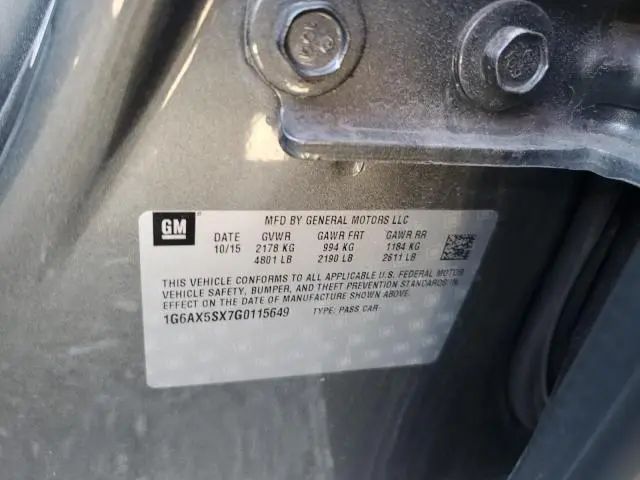 GM
MFD BY GENERAL MOTORS LLC
DATE GVWR GAWR FRT GAWR RR
10/15 2178 KG 994 KG 1184 KG
4801 LB 2190 LB 2611 LB
THIS VEHICLE CONFORMS TO ALL APPLICABLE U.S. FEDERAL MOTOR
VEHICLE SAFETY, BUMPER, AND THEFT PREVENTION STANDARDS IN
EFFECT ON THE DATE OF MANUFACTURE SHOWN ABOVE.
1G6AX5SX7G0115649 TYPE: PASS CAR